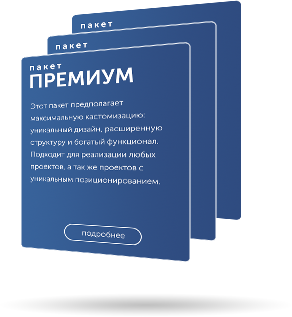 пакет
пакет
пакет
ПРЕМИУМ
Этот пакет предполагает
максимальную кастомизацию:
уникальный дизайн, расширенную
структуру и богатый функционал.
Подходит для реализации любых
проектов, а так же проектов с
уникальным позиционированием.
подробнее